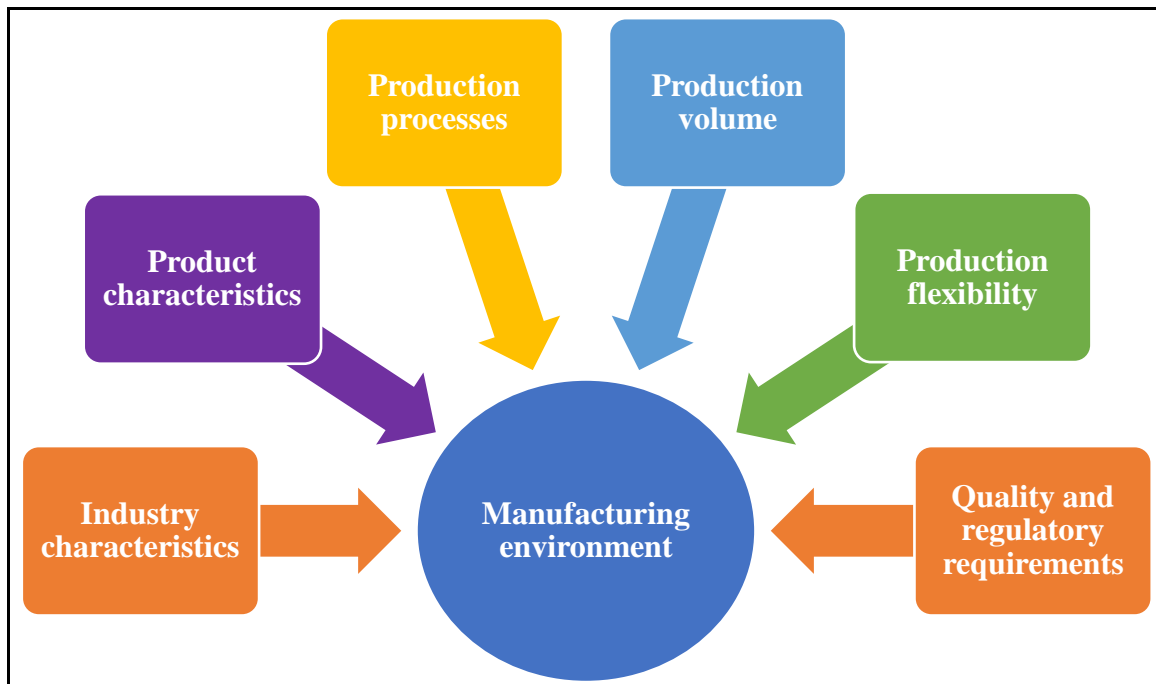 Production
processes
Production
volume
Product
characteristics
Production
flexibility
Industry
characteristics
Manufacturing
environment
Quality and
regulatory
requirements